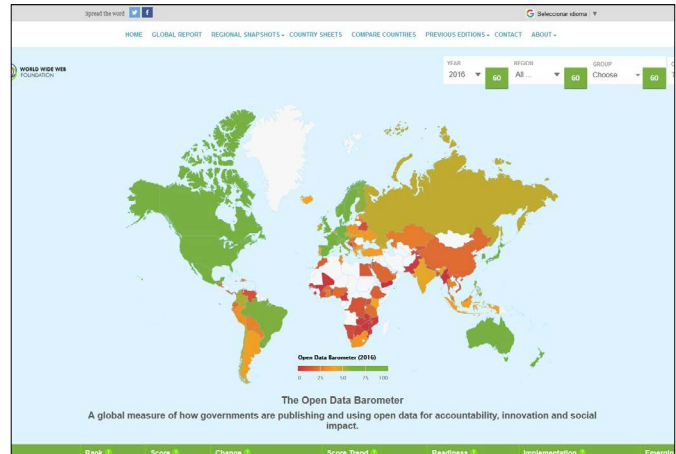 Spread the word
Seleccionar idioma ▼
HOME GLOBAL REPORT REGIONAL SNAPSHOTS COUNTRY SHEETS COMPARE COUNTRIES PREVIOUS EDITIONS CONTACT ABOUT
WORLD WIDE WEB
FOUNDATION
YEAR REGION GROUP
2016 GO All ... GO Choose GO
Open Data Barometer (2016)
0 25 50 75 100
The Open Data Barometer
A global measure of how governments are publishing and using open data for accountability, innovation and social
impact.
Rank Score Change Score Trend Readiness Implementation Emerging